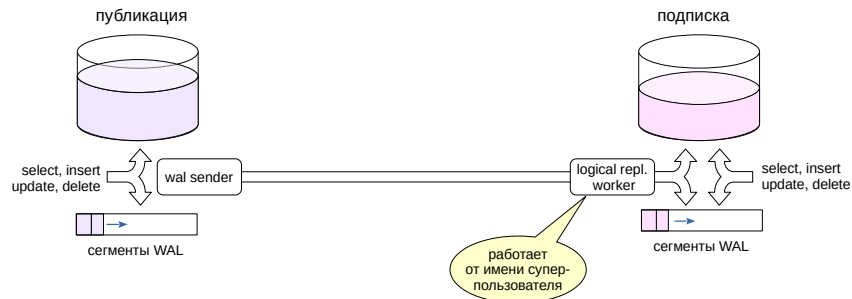 публикация
подписка
select, insert
update, delete
wal sender
logical repl.
worker
select, insert
update, delete
сегменты WAL
сегменты WAL
работает
от имени супер-
пользователя